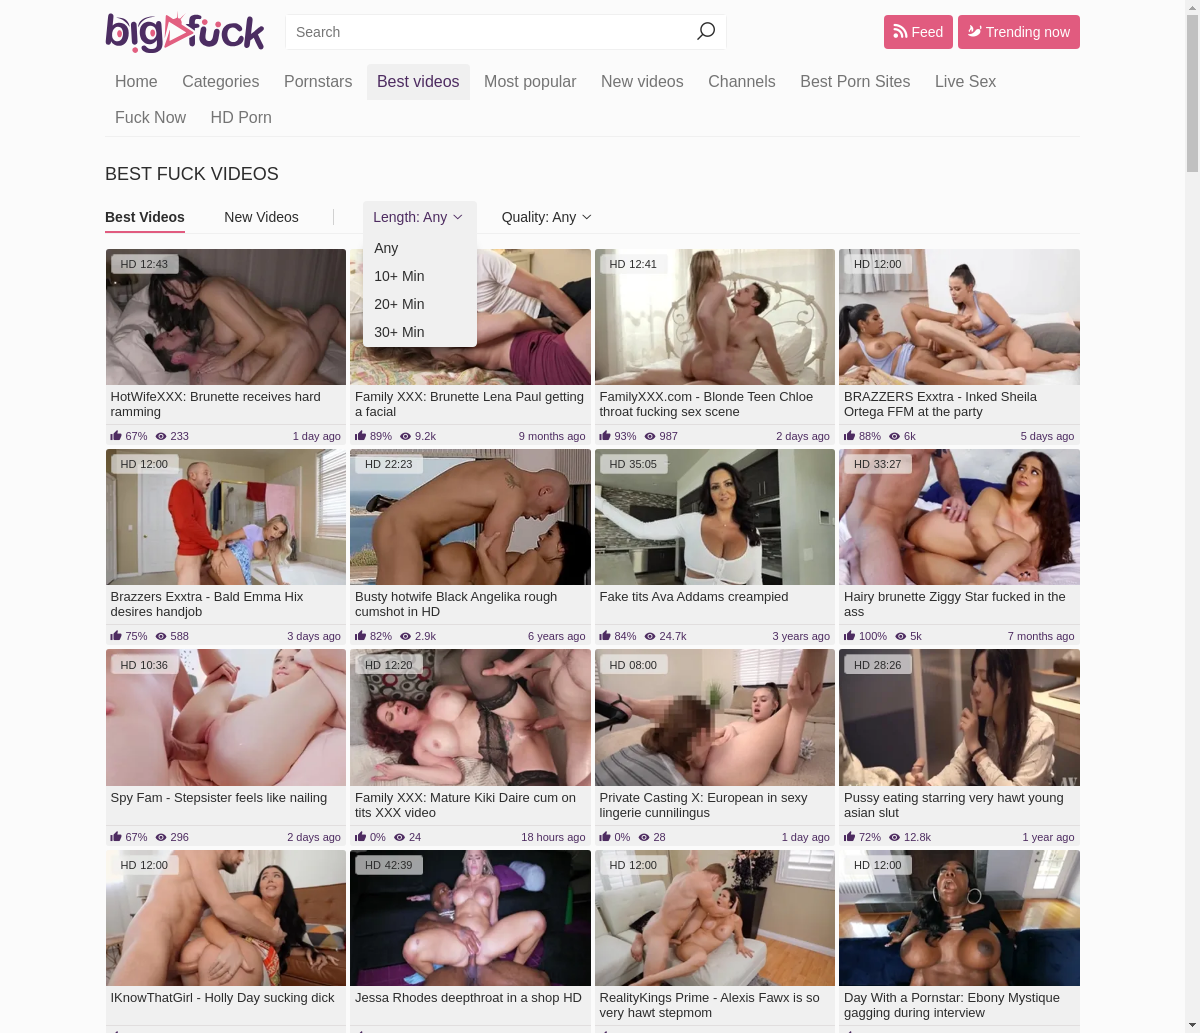 bigfuck
Search
Feed
Trending now
Home Categories Pornstars Best videos Most popular New videos Channels Best Porn Sites Live Sex
Fuck Now HD Porn
BEST FUCK VIDEOS
Best Videos New Videos Length: Any Quality: Any
Any
10+ Min
20+ Min
30+ Min
HD 12:43
HotWifeXXX: Brunette receives hard
ramming
67% 233 1 day ago
Family XXX: Brunette Lena Paul getting
a facial
89% 9.2k 9 months ago
HD 12:41
FamilyXXX.com - Blonde Teen Chloe
throat fucking sex scene
93% 987 2 days ago
HD 12:00
BRAZZERS Exxtra - Inked Sheila
Ortega FFM at the party
88% 6k 5 days ago
HD 12:00
Brazzers Exxtra - Bald Emma Hix
desires handjob
75% 588 3 days ago
HD 22:23
Busty hotwife Black Angelika rough
cumshot in HD
82% 2.9k 6 years ago
HD 35:05
Fake tits Ava Addams creampied
84% 24.7k 3 years ago
HD 33:27
Hairy brunette Ziggy Star fucked in the
ass
100% 5k 7 months ago
HD 10:36
Spy Fam - Stepsister feels like nailing
67% 296 2 days ago
HD 12:20
Family XXX: Mature Kiki Daire cum on
tits XXX video
0% 24 18 hours ago
HD 08:00
Private Casting X: European in sexy
lingerie cunnilingus
0% 28 1 day ago
HD 28:26
AV
Pussy eating starring very hawt young
asian slut
72% 12.8k 1 year ago
HD 12:00
IKnowThatGirl - Holly Day sucking dick
HD 42:39
Jessa Rhodes deepthroat in a shop HD
HD 12:00
RealityKings Prime - Alexis Fawx is so
very hawt stepmom
HD 12:00
Day With a Pornstar: Ebony Mystique
gagging during interview